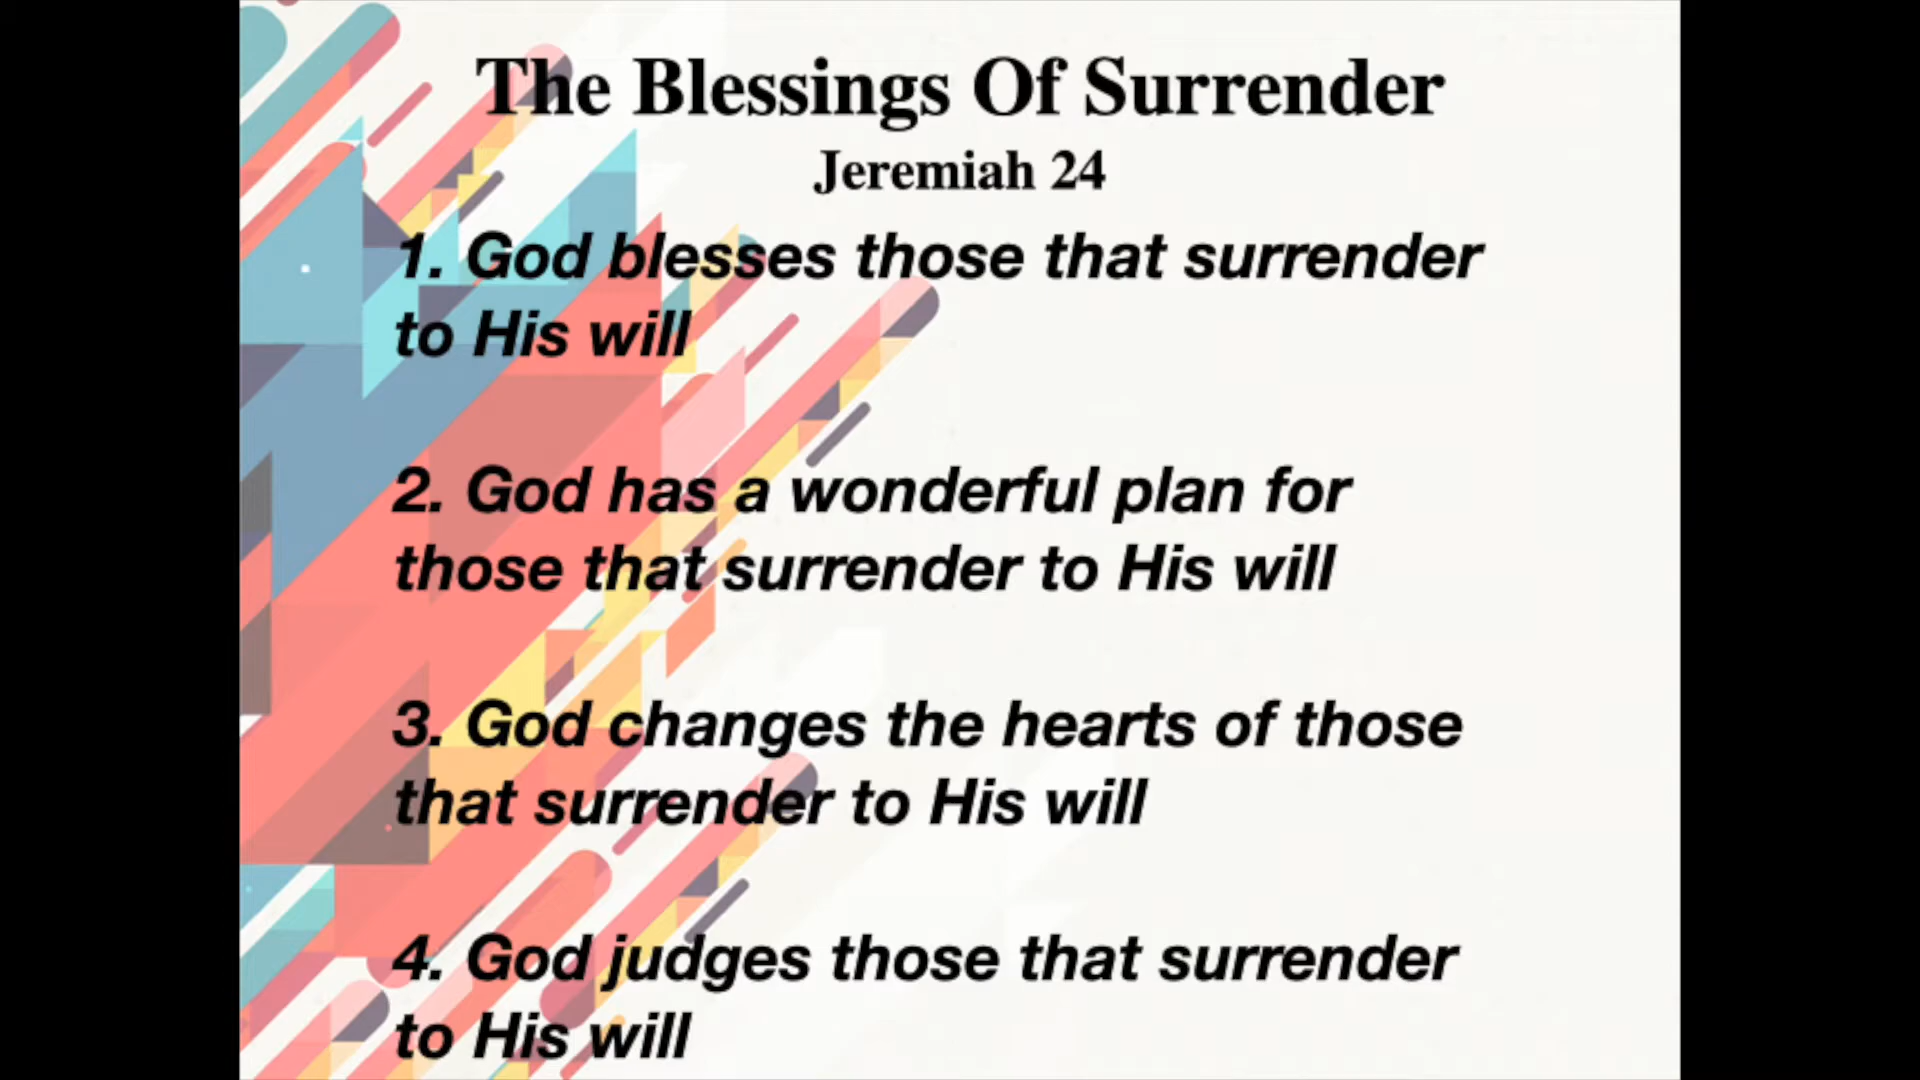 The Blessings Of Surrender
Jeremiah 24
1. God blesses those that surrender
to His will
2. God has a wonderful plan for
those that surrender to His will
3. God changes the hearts of those
that surrender to His will
4. God judges those that surrender
to His will